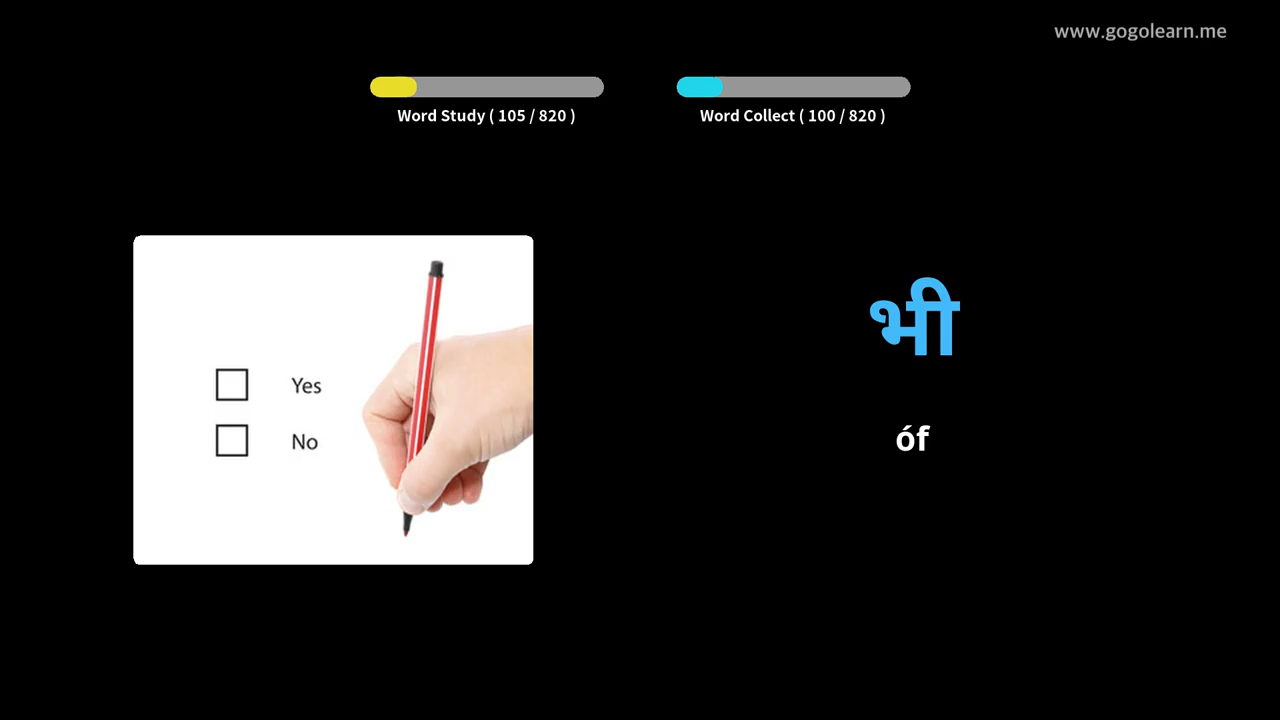 www.gogolearn.me
Word Study ( 105 / 820 )
Word Collect ( 100 / 820 )
Yes
No
भी
óf